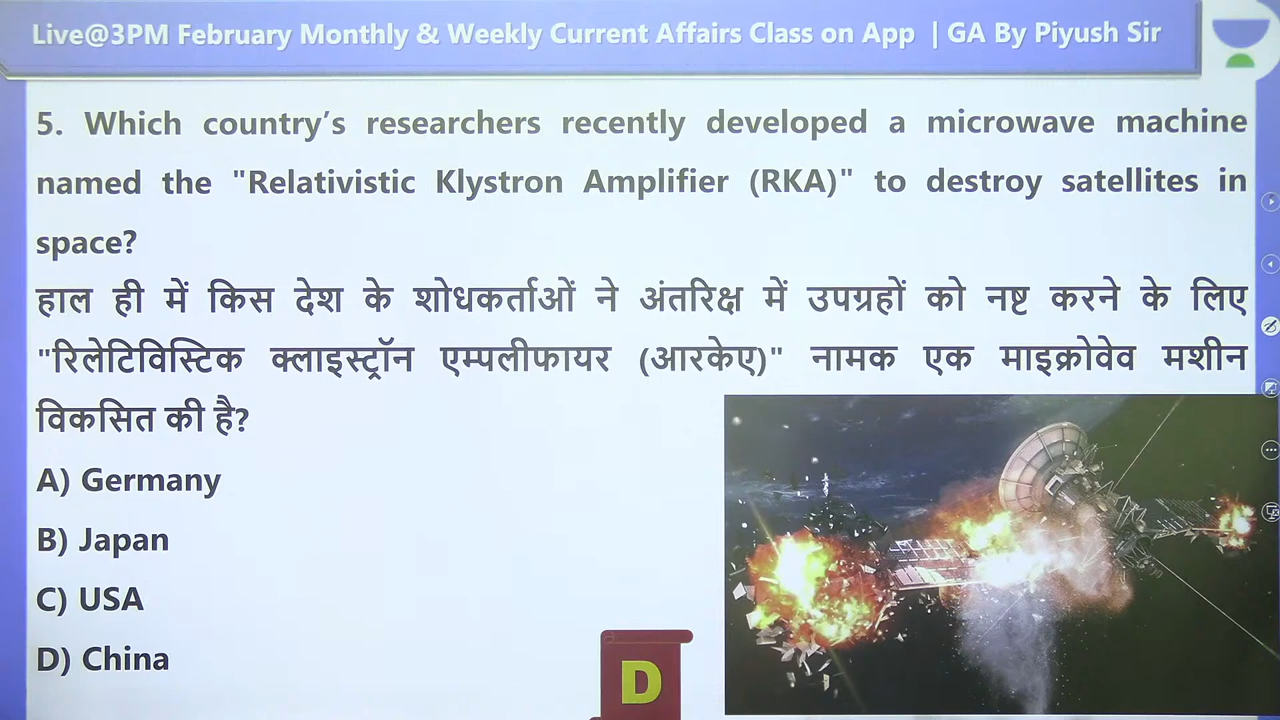 Live@3PM February Monthly & Weekly Current Affairs Class on App | GA By Piyush Sir
5. Which country’s researchers recently developed a microwave machine
named the "Relativistic Klystron Amplifier (RKA)" to destroy satellites in
space?
हाल ही में किस देश के शोधकर्ताओं ने अंतरिक्ष में उपग्रहों को नष्ट करने के लिए
"रिलेटिविस्टिक क्लाइस्ट्रॉन एम्पलीफायर (आरकेए)" नामक एक माइक्रोवेव मशीन
विकसित की है?
A) Germany
B) Japan
C) USA
D) China
D